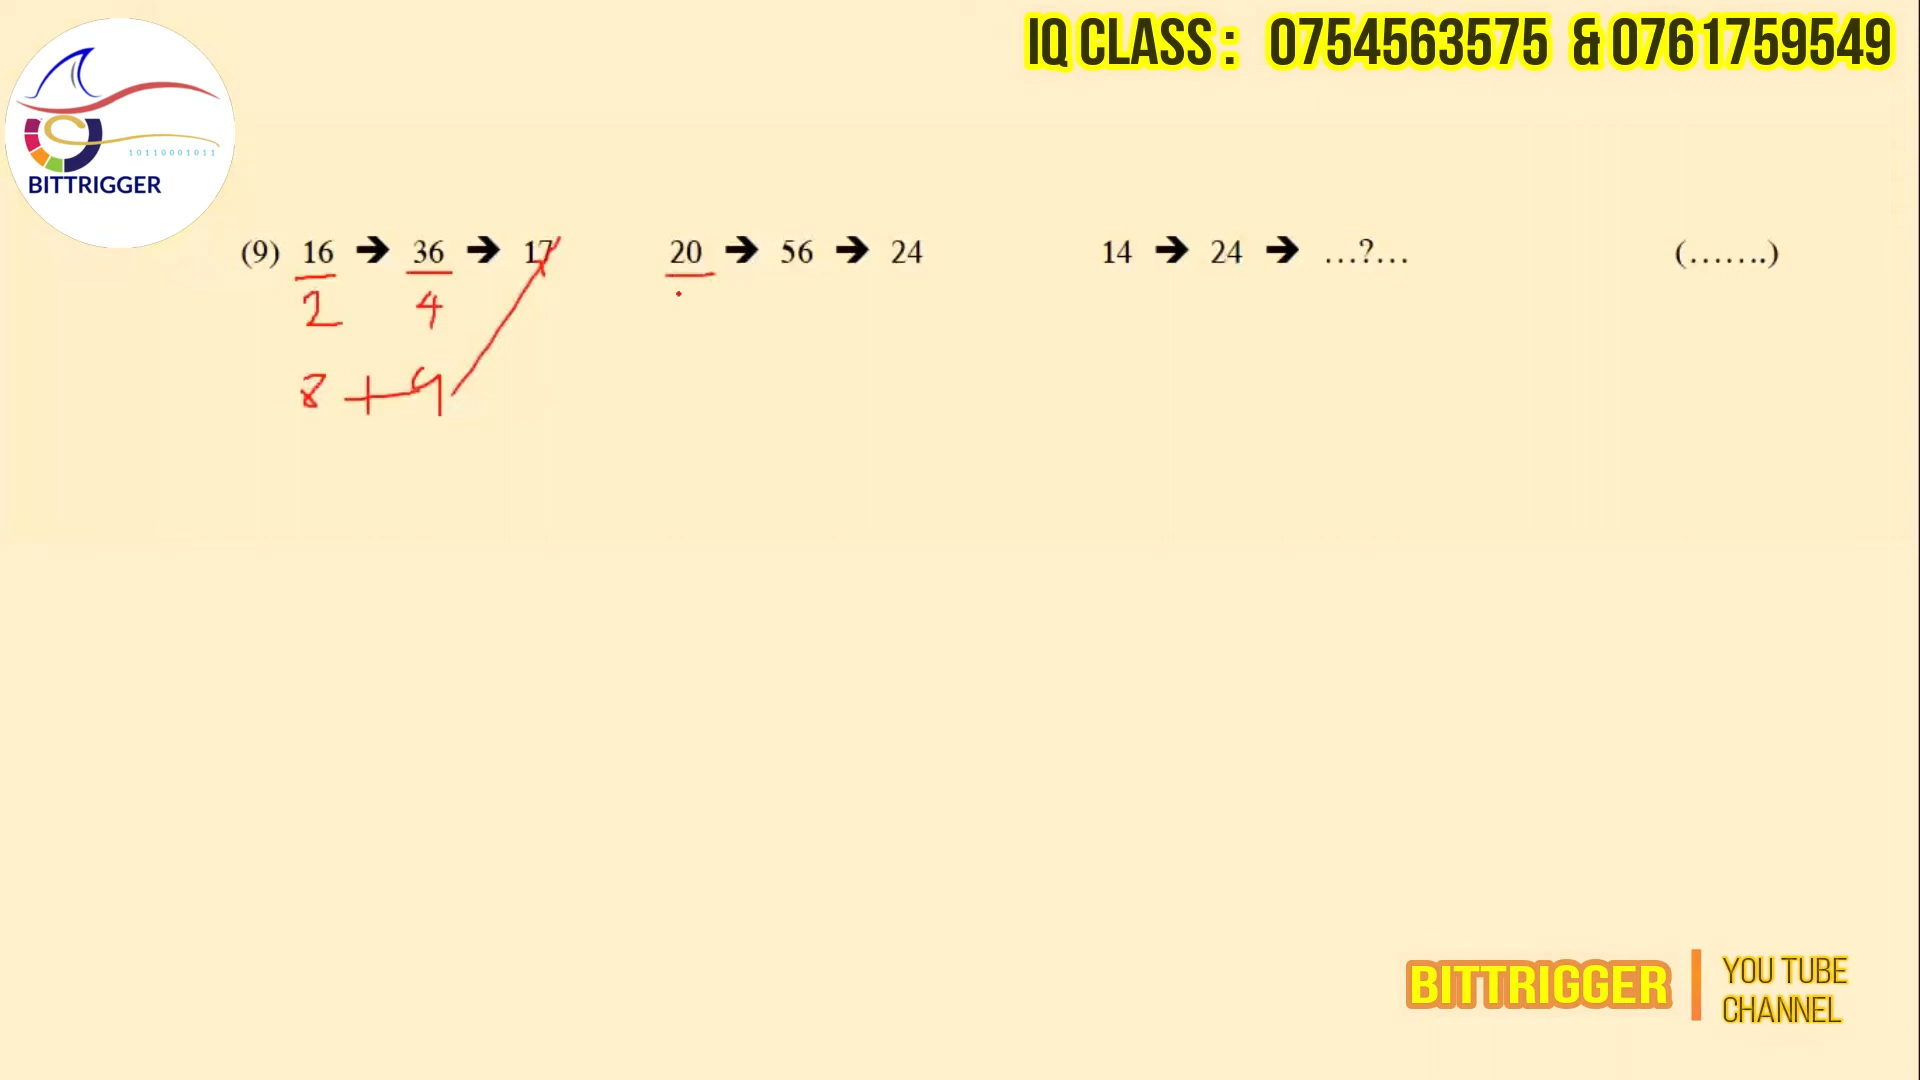 IQ CLASS : 0754563575 & 0761759549
10110001011
BITTRIGGER
(9) 16 ➔ 36 ➔ 17 20 ➔ 56 ➔ 24 14 ➔ 24 ➔ …?… (…….)
2 4
8 + 9
BITTRIGGER
YOU TUBE
CHANNEL